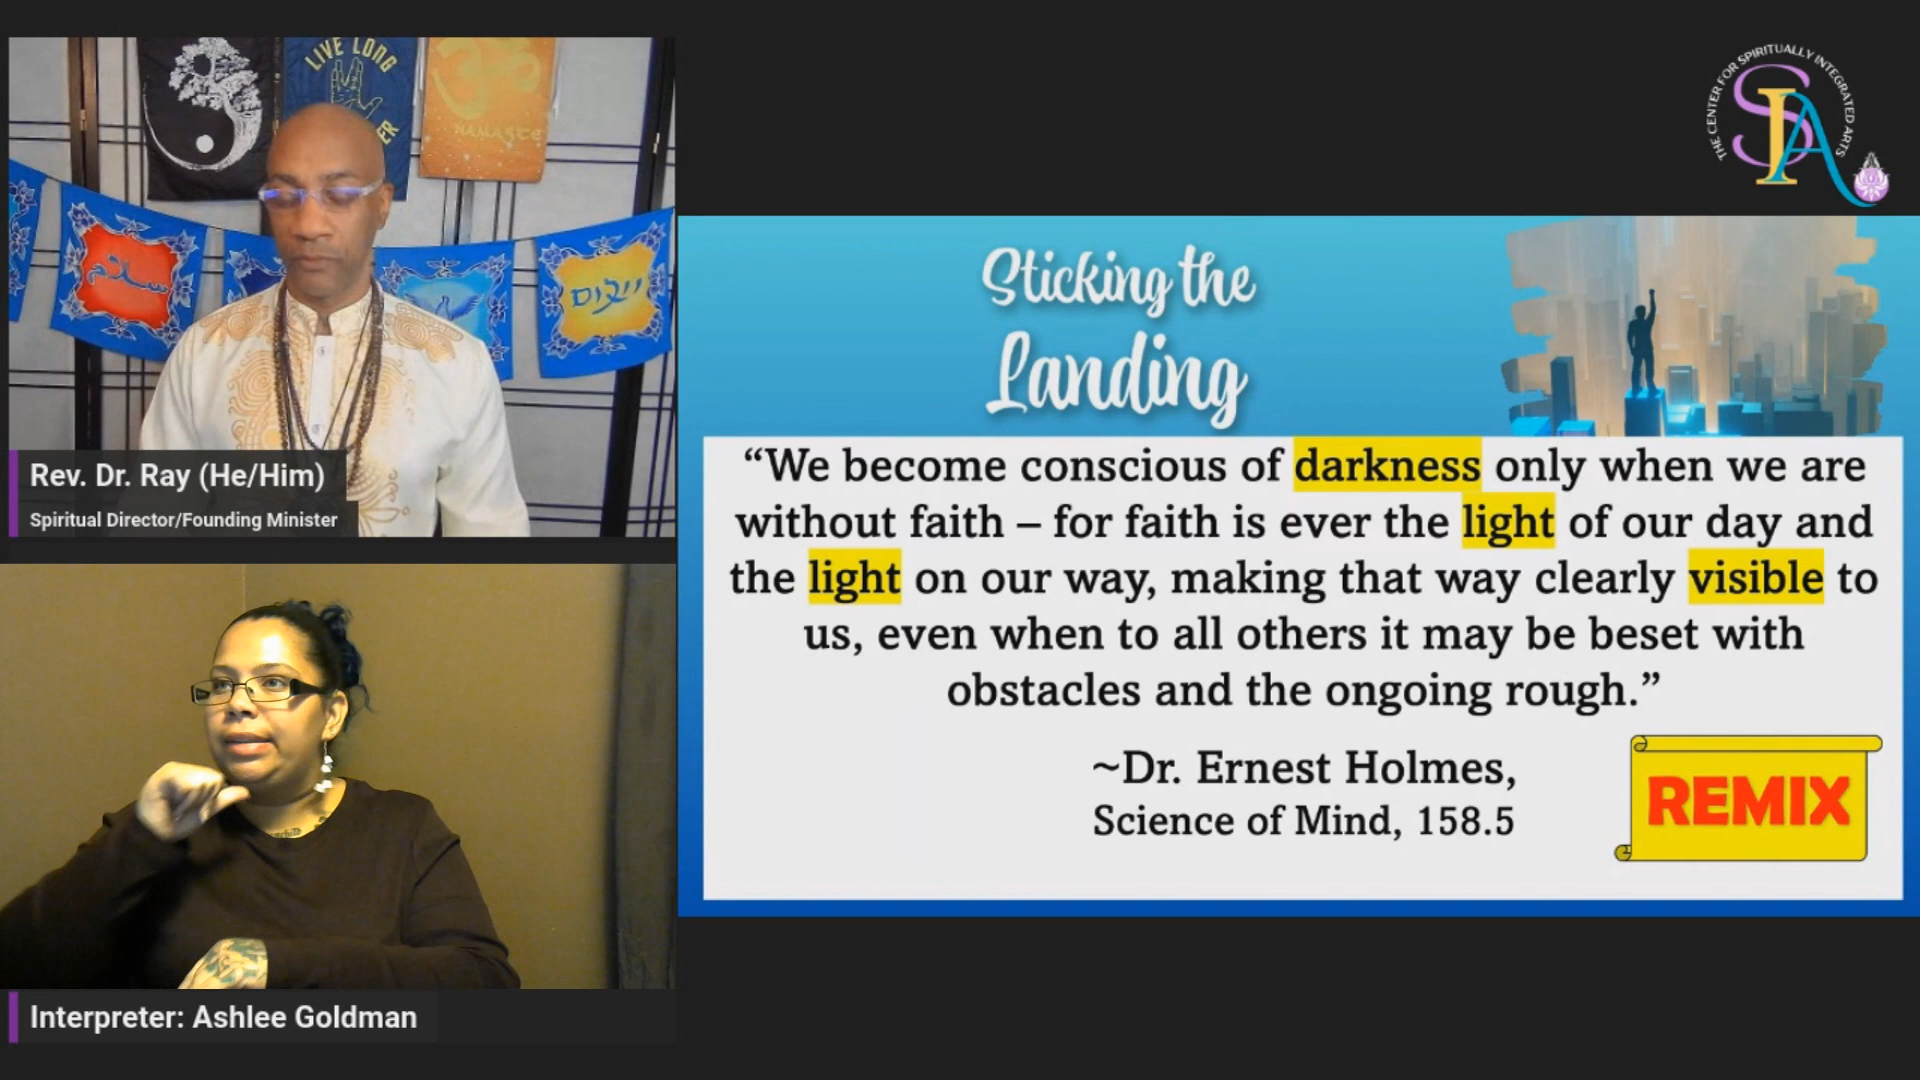 LIVE LONG
ER
NAMASTE
سلام
Rev. Dr. Ray (He/Him)
Spiritual Director/Founding Minister
Interpreter: Ashlee Goldman
THE CENTER FOR SPIRITUALLY INTEGRATED ARTS
SIA
Sticking the
Landing
“We become conscious of darkness only when we are
without faith – for faith is ever the light of our day and
the light on our way, making that way clearly visible to
us, even when to all others it may be beset with
obstacles and the ongoing rough.”
~Dr. Ernest Holmes,
Science of Mind, 158.5
REMIX